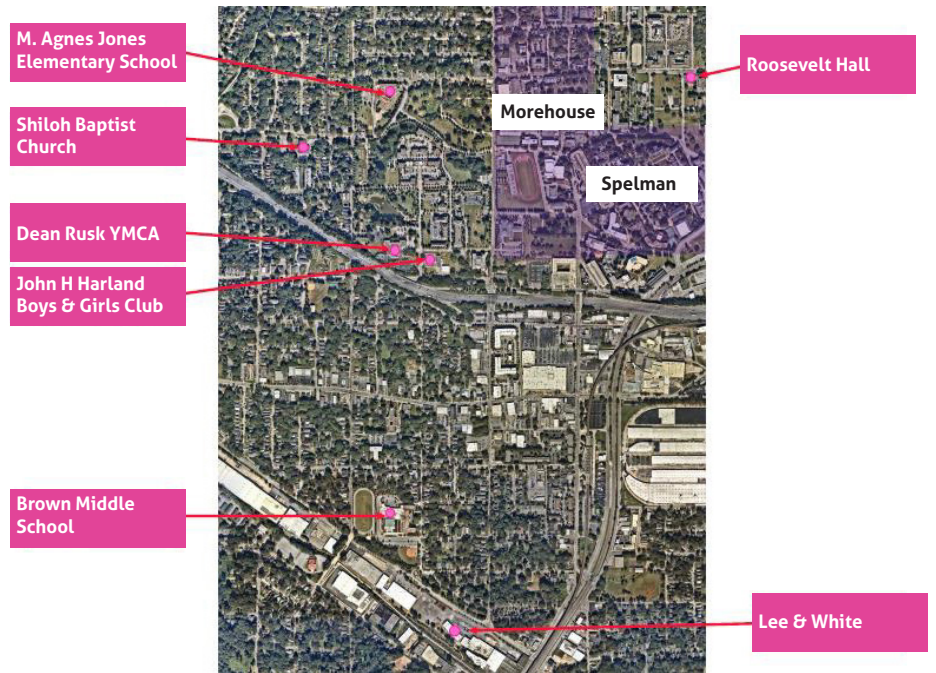 M. Agnes Jones
Elementary School
Roosevelt Hall
Morehouse
Shiloh Baptist
Church
Spelman
Dean Rusk YMCA
John H Harland
Boys & Girls Club
Brown Middle
School
Lee & White